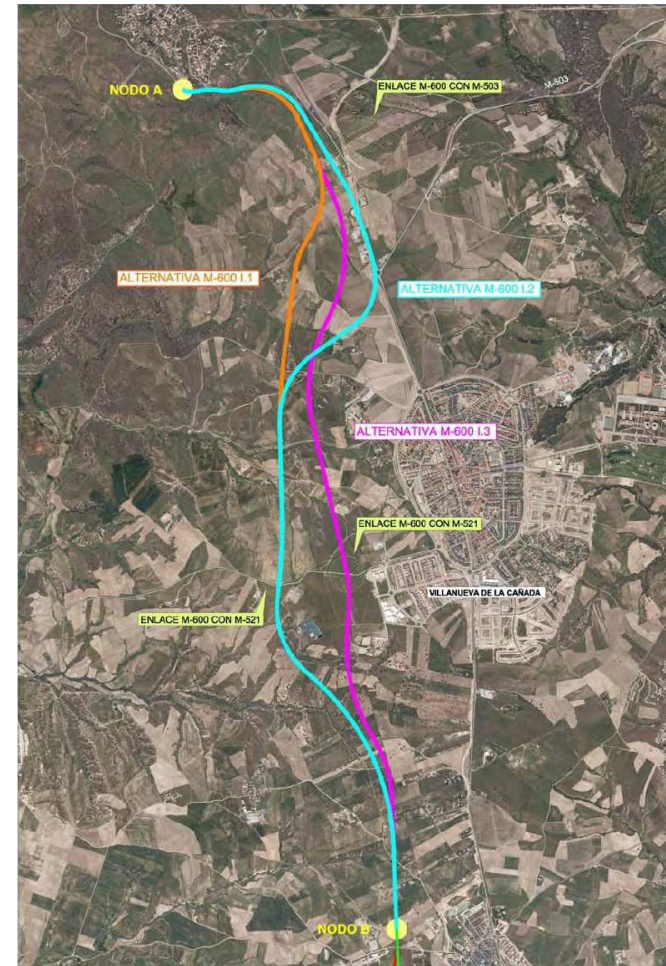 NODO A
ENLACE M-600 CON M-503
M-503
ALTERNATIVA M-600 I.1
ALTERNATIVA M-600 I.2
ALTERNATIVA M-600 I.3
ENLACE M-600 CON M-521
VILLANUEVA DE LA CAÑADA
ENLACE M-600 CON M-521
NODO B